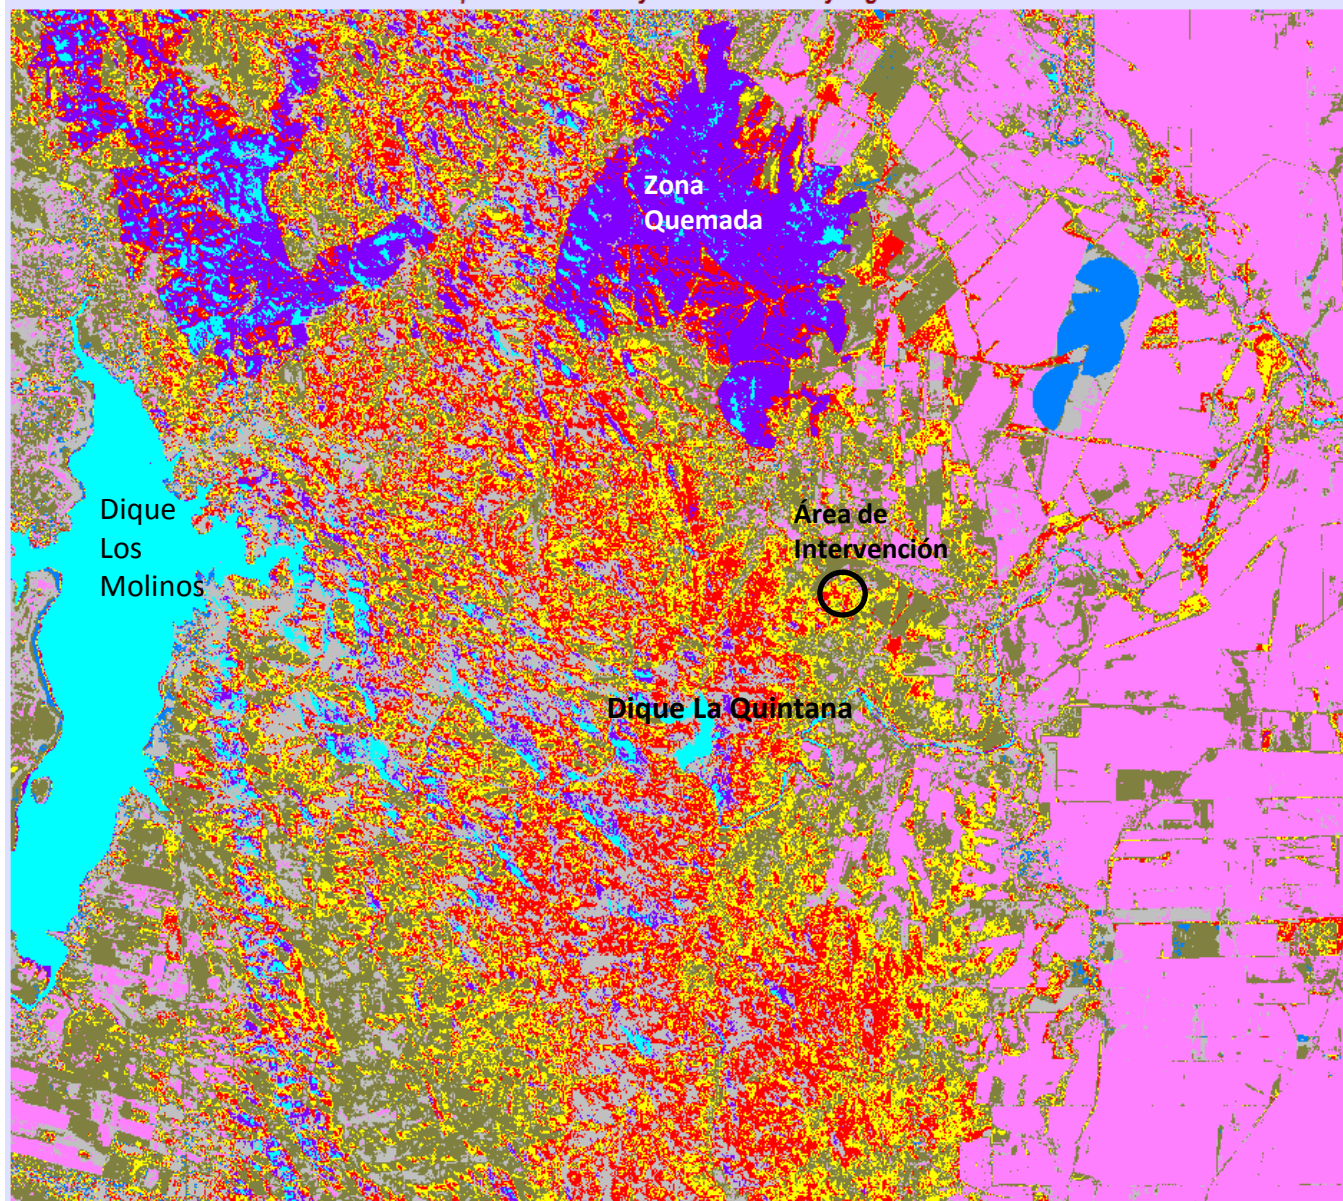 Zona
Quemada
Dique
Los
Molinos
Área de
Intervención
Dique La Quintana